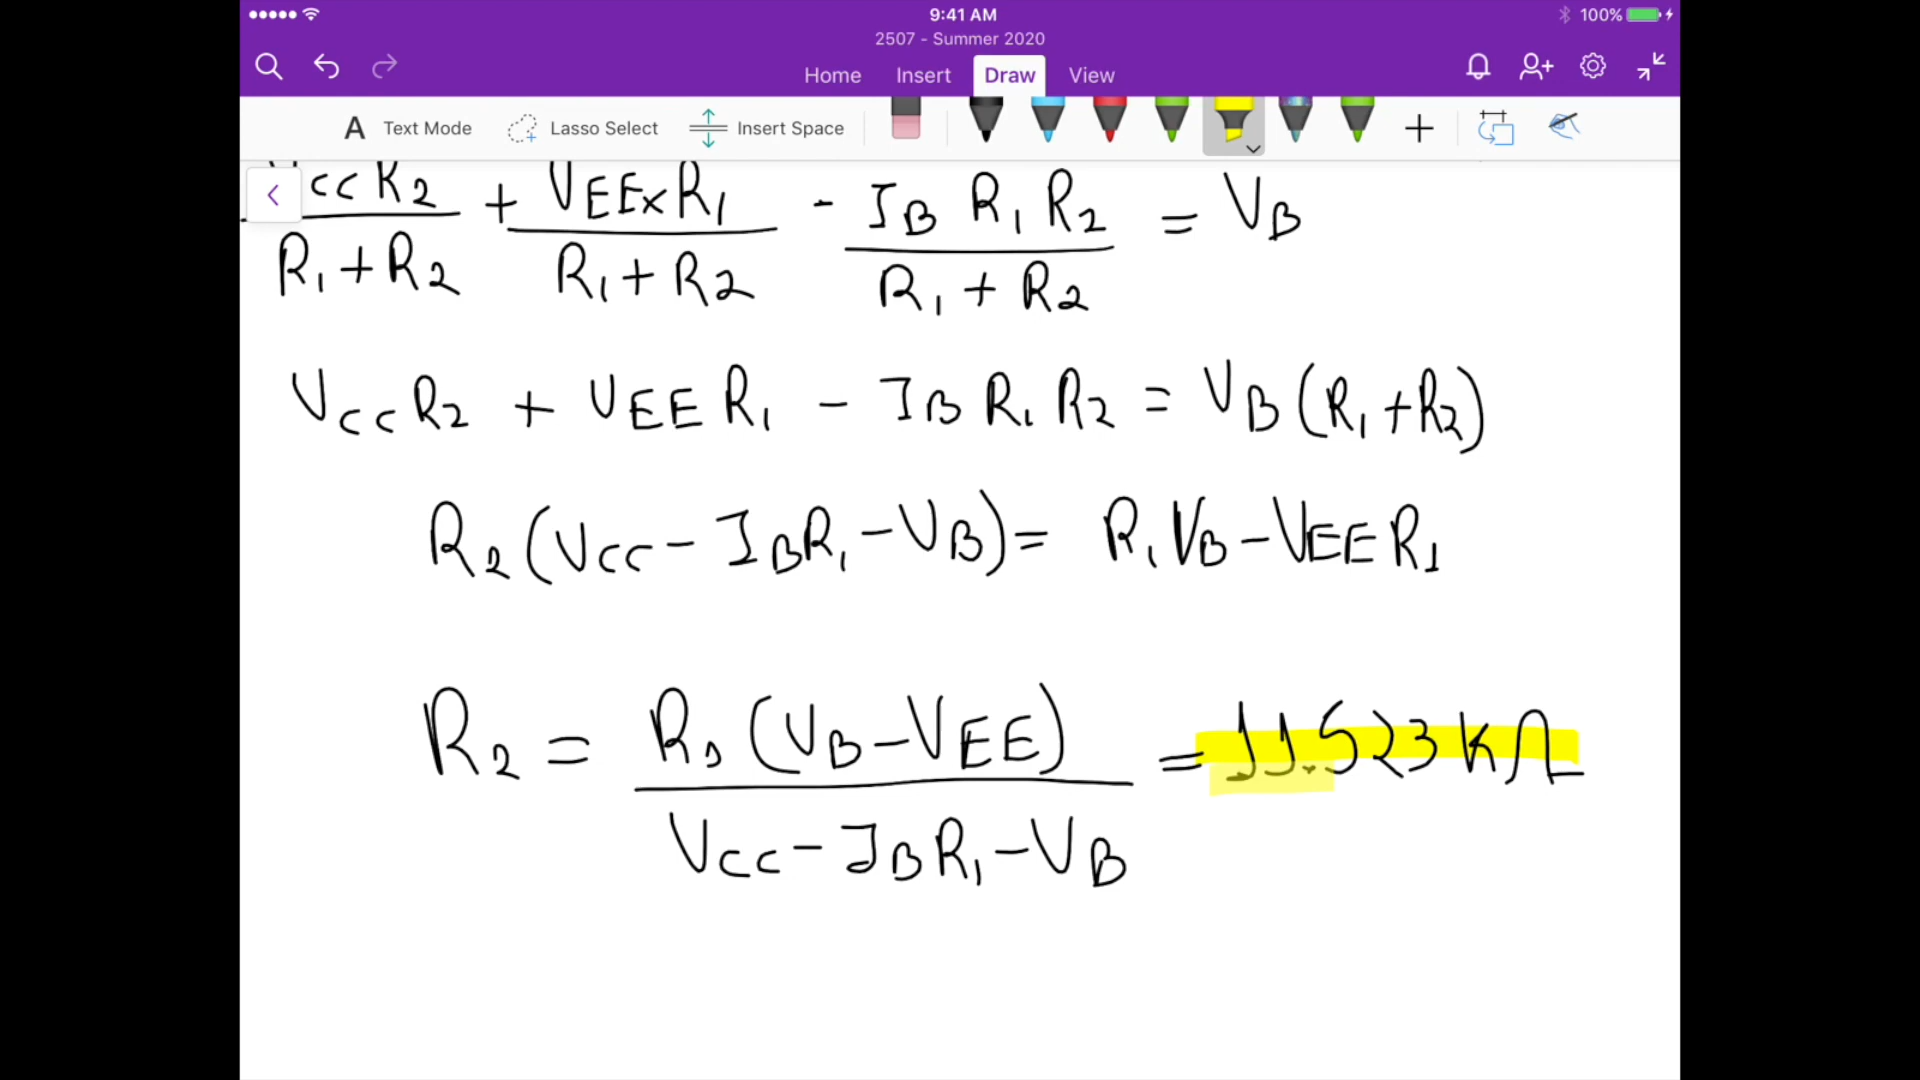 9:41 AM
100%
2507 - Summer 2020
Home Insert Draw View
A Text Mode Lasso Select Insert Space
VCC R2 / R1 + R2 + VEE x R1 / R1 + R2 - IB R1 R2 / R1 + R2 = VB
VCC R2 + VEE R1 - IB R1 R2 = VB (R1 + R2)
R2 (VCC - IB R1 - VB) = R1 VB - VEE R1
R2 = R1 (VB - VEE) / VCC - IB R1 - VB = 11.523 KΩ